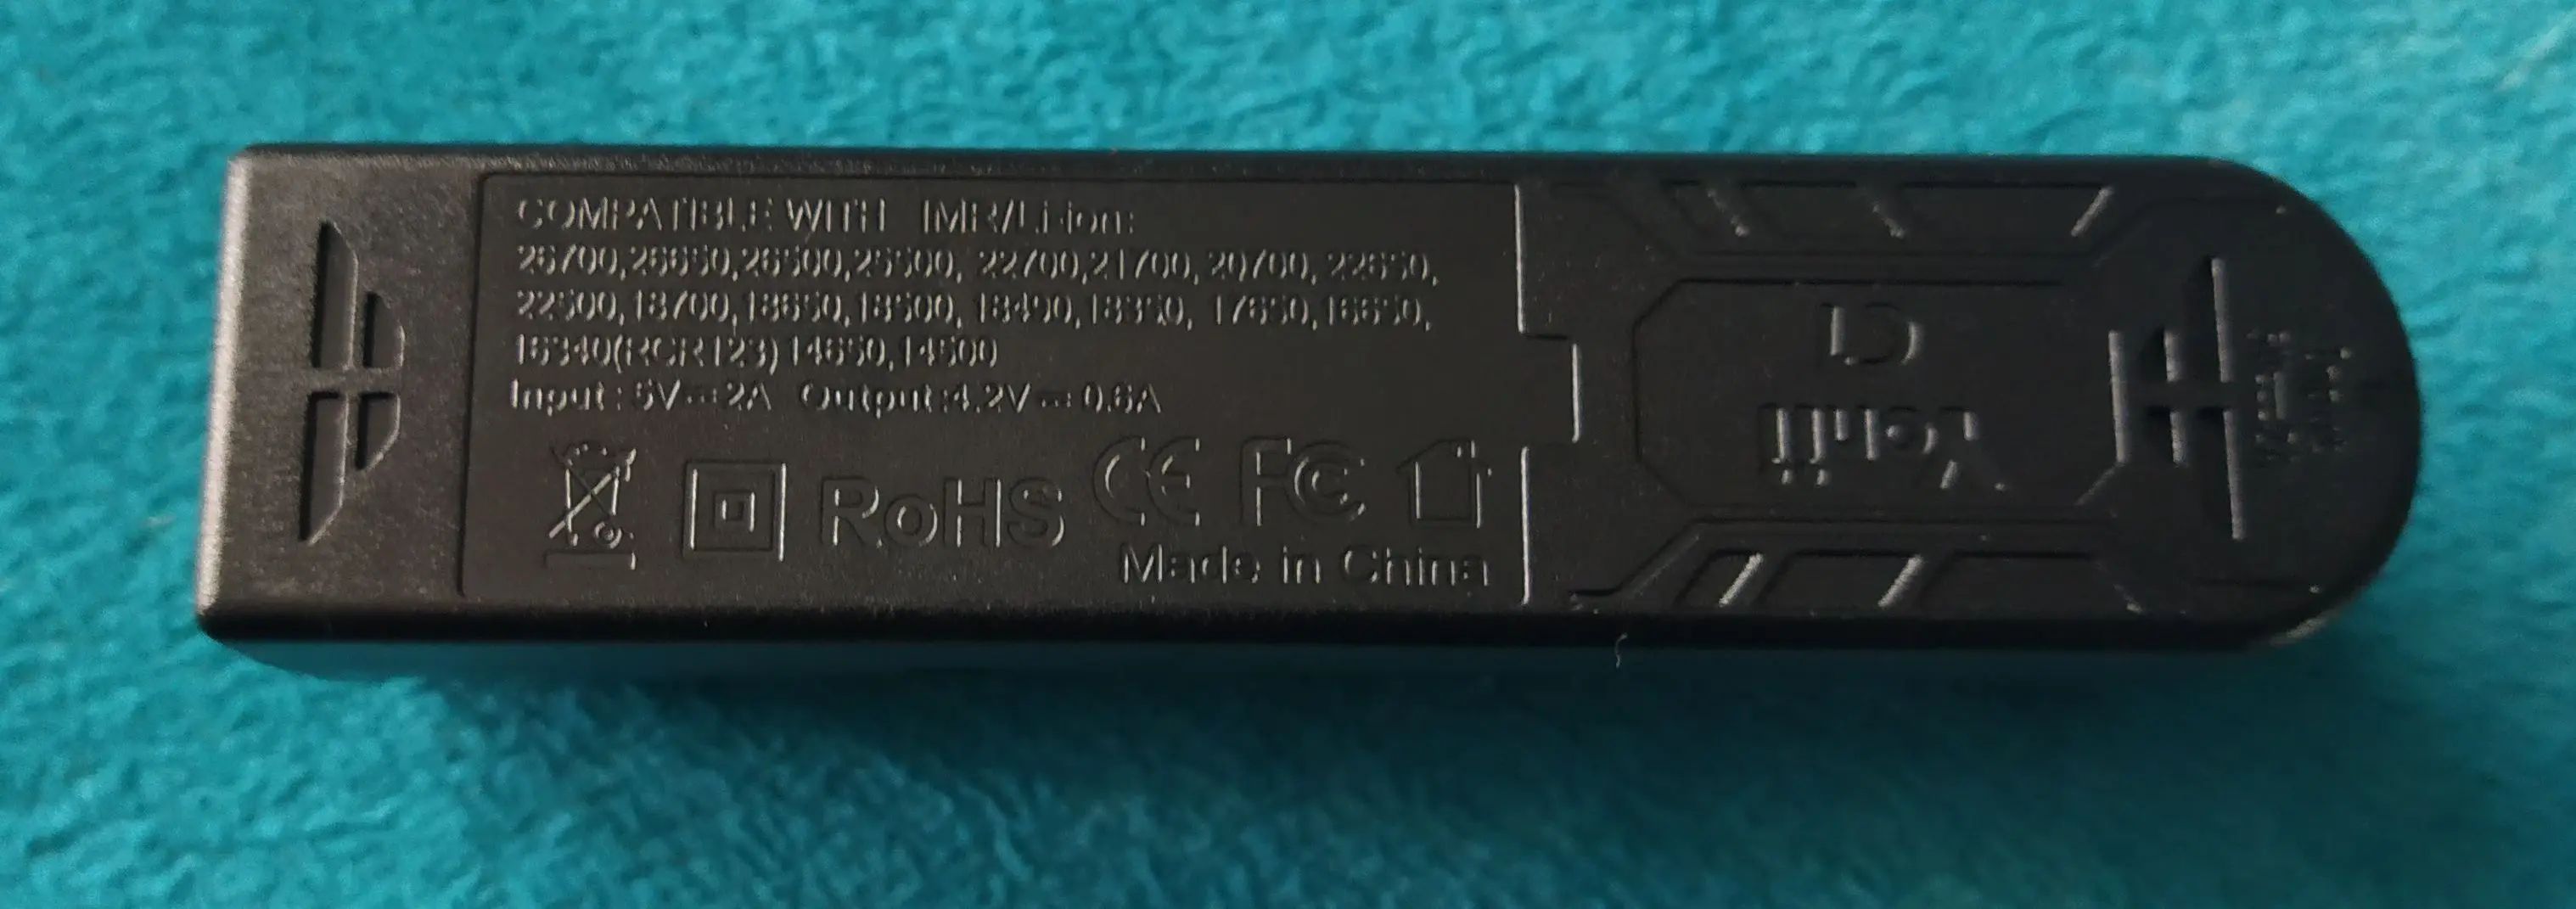 COMPATIBLE WITH IMR/Li-ion:
26700,26650,26500,25500, 22700,21700, 20700, 22650,
22500,18700,18650,18500, 18490,18350, 17650,16650,
16340(RCR123) 14650,14500
Input: 5V⎓2A Output:4.2V⎓0.6A
RoHS CE FC
Made in China